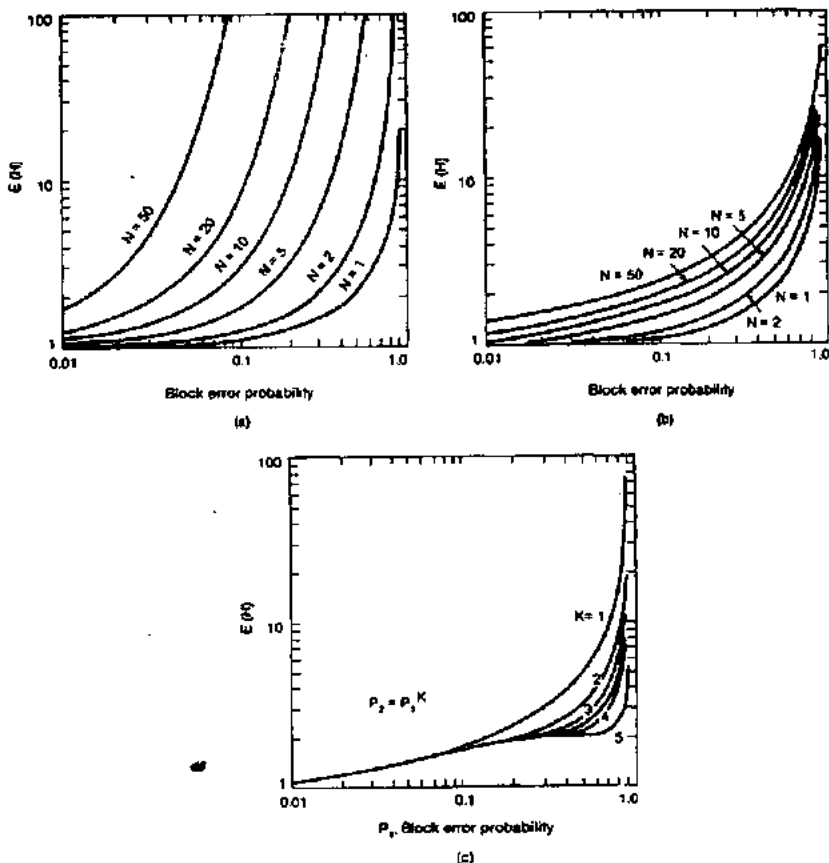 100
E (H)
10
1
N = 50
N = 20
N = 10
N = 5
N = 2
N = 1
0.01
0.1
1.0
Block error probability
(a)
100
E (H)
10
1
N = 5
N = 10
N = 20
N = 50
N = 1
N = 2
0.01
0.1
1.0
Block error probability
(b)
100
E (H)
10
1
K = 1
2
3
4
5
P₂ = P₁ᴷ
0.01
0.1
1.0
P₁, Block error probability
(c)